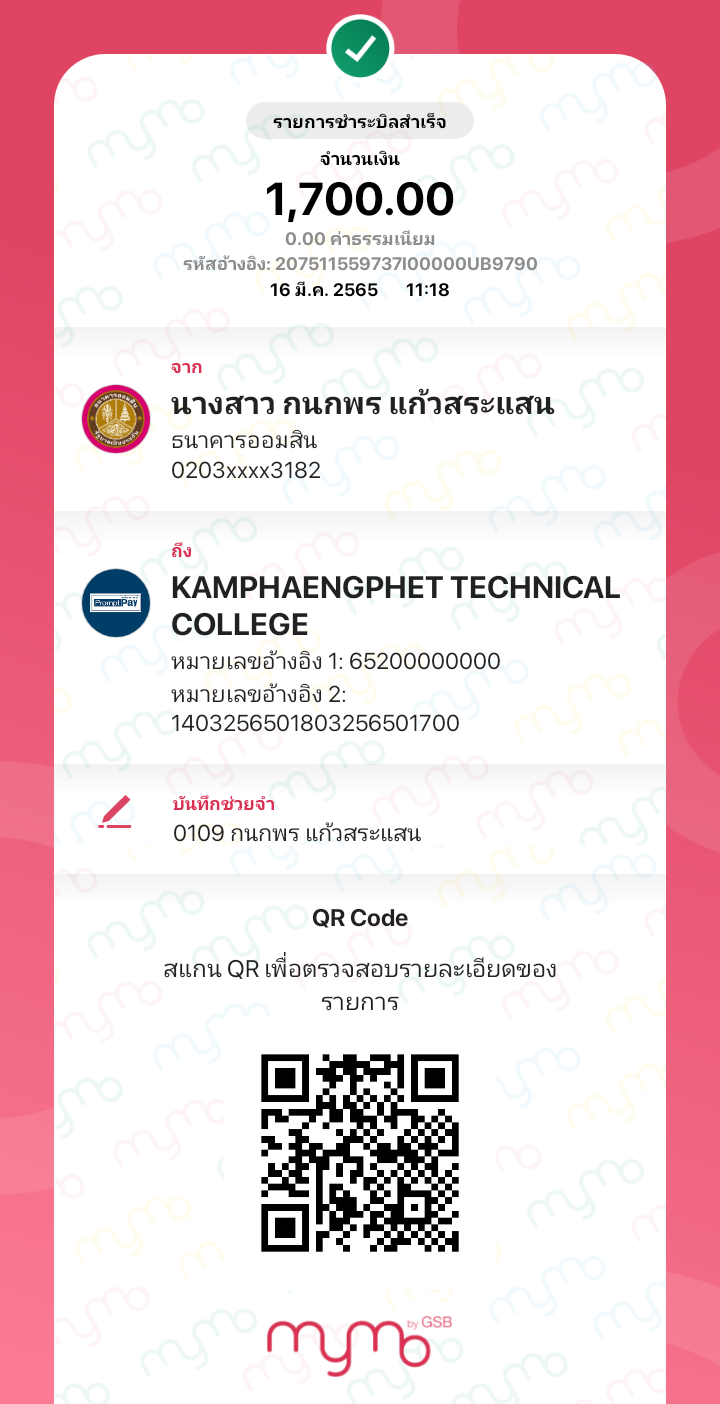 รายการชำระบิลสำเร็จ
จำนวนเงิน
1,700.00
0.00 ค่าธรรมเนียม
รหัสอ้างอิง: 207511559737I00000UB9790
16 มี.ค. 2565 11:18
จาก
นางสาว กนกพร แก้วสระแสน
ธนาคารออมสิน
0203xxxx3182
ถึง
KAMPHAENGPHET TECHNICAL
COLLEGE
PromptPay
หมายเลขอ้างอิง 1: 65200000000
หมายเลขอ้างอิง 2:
1403256501803256501700
บันทึกช่วยจำ
0109 กนกพร แก้วสระแสน
QR Code
สแกน QR เพื่อตรวจสอบรายละเอียดของ
รายการ
mymo by GSB